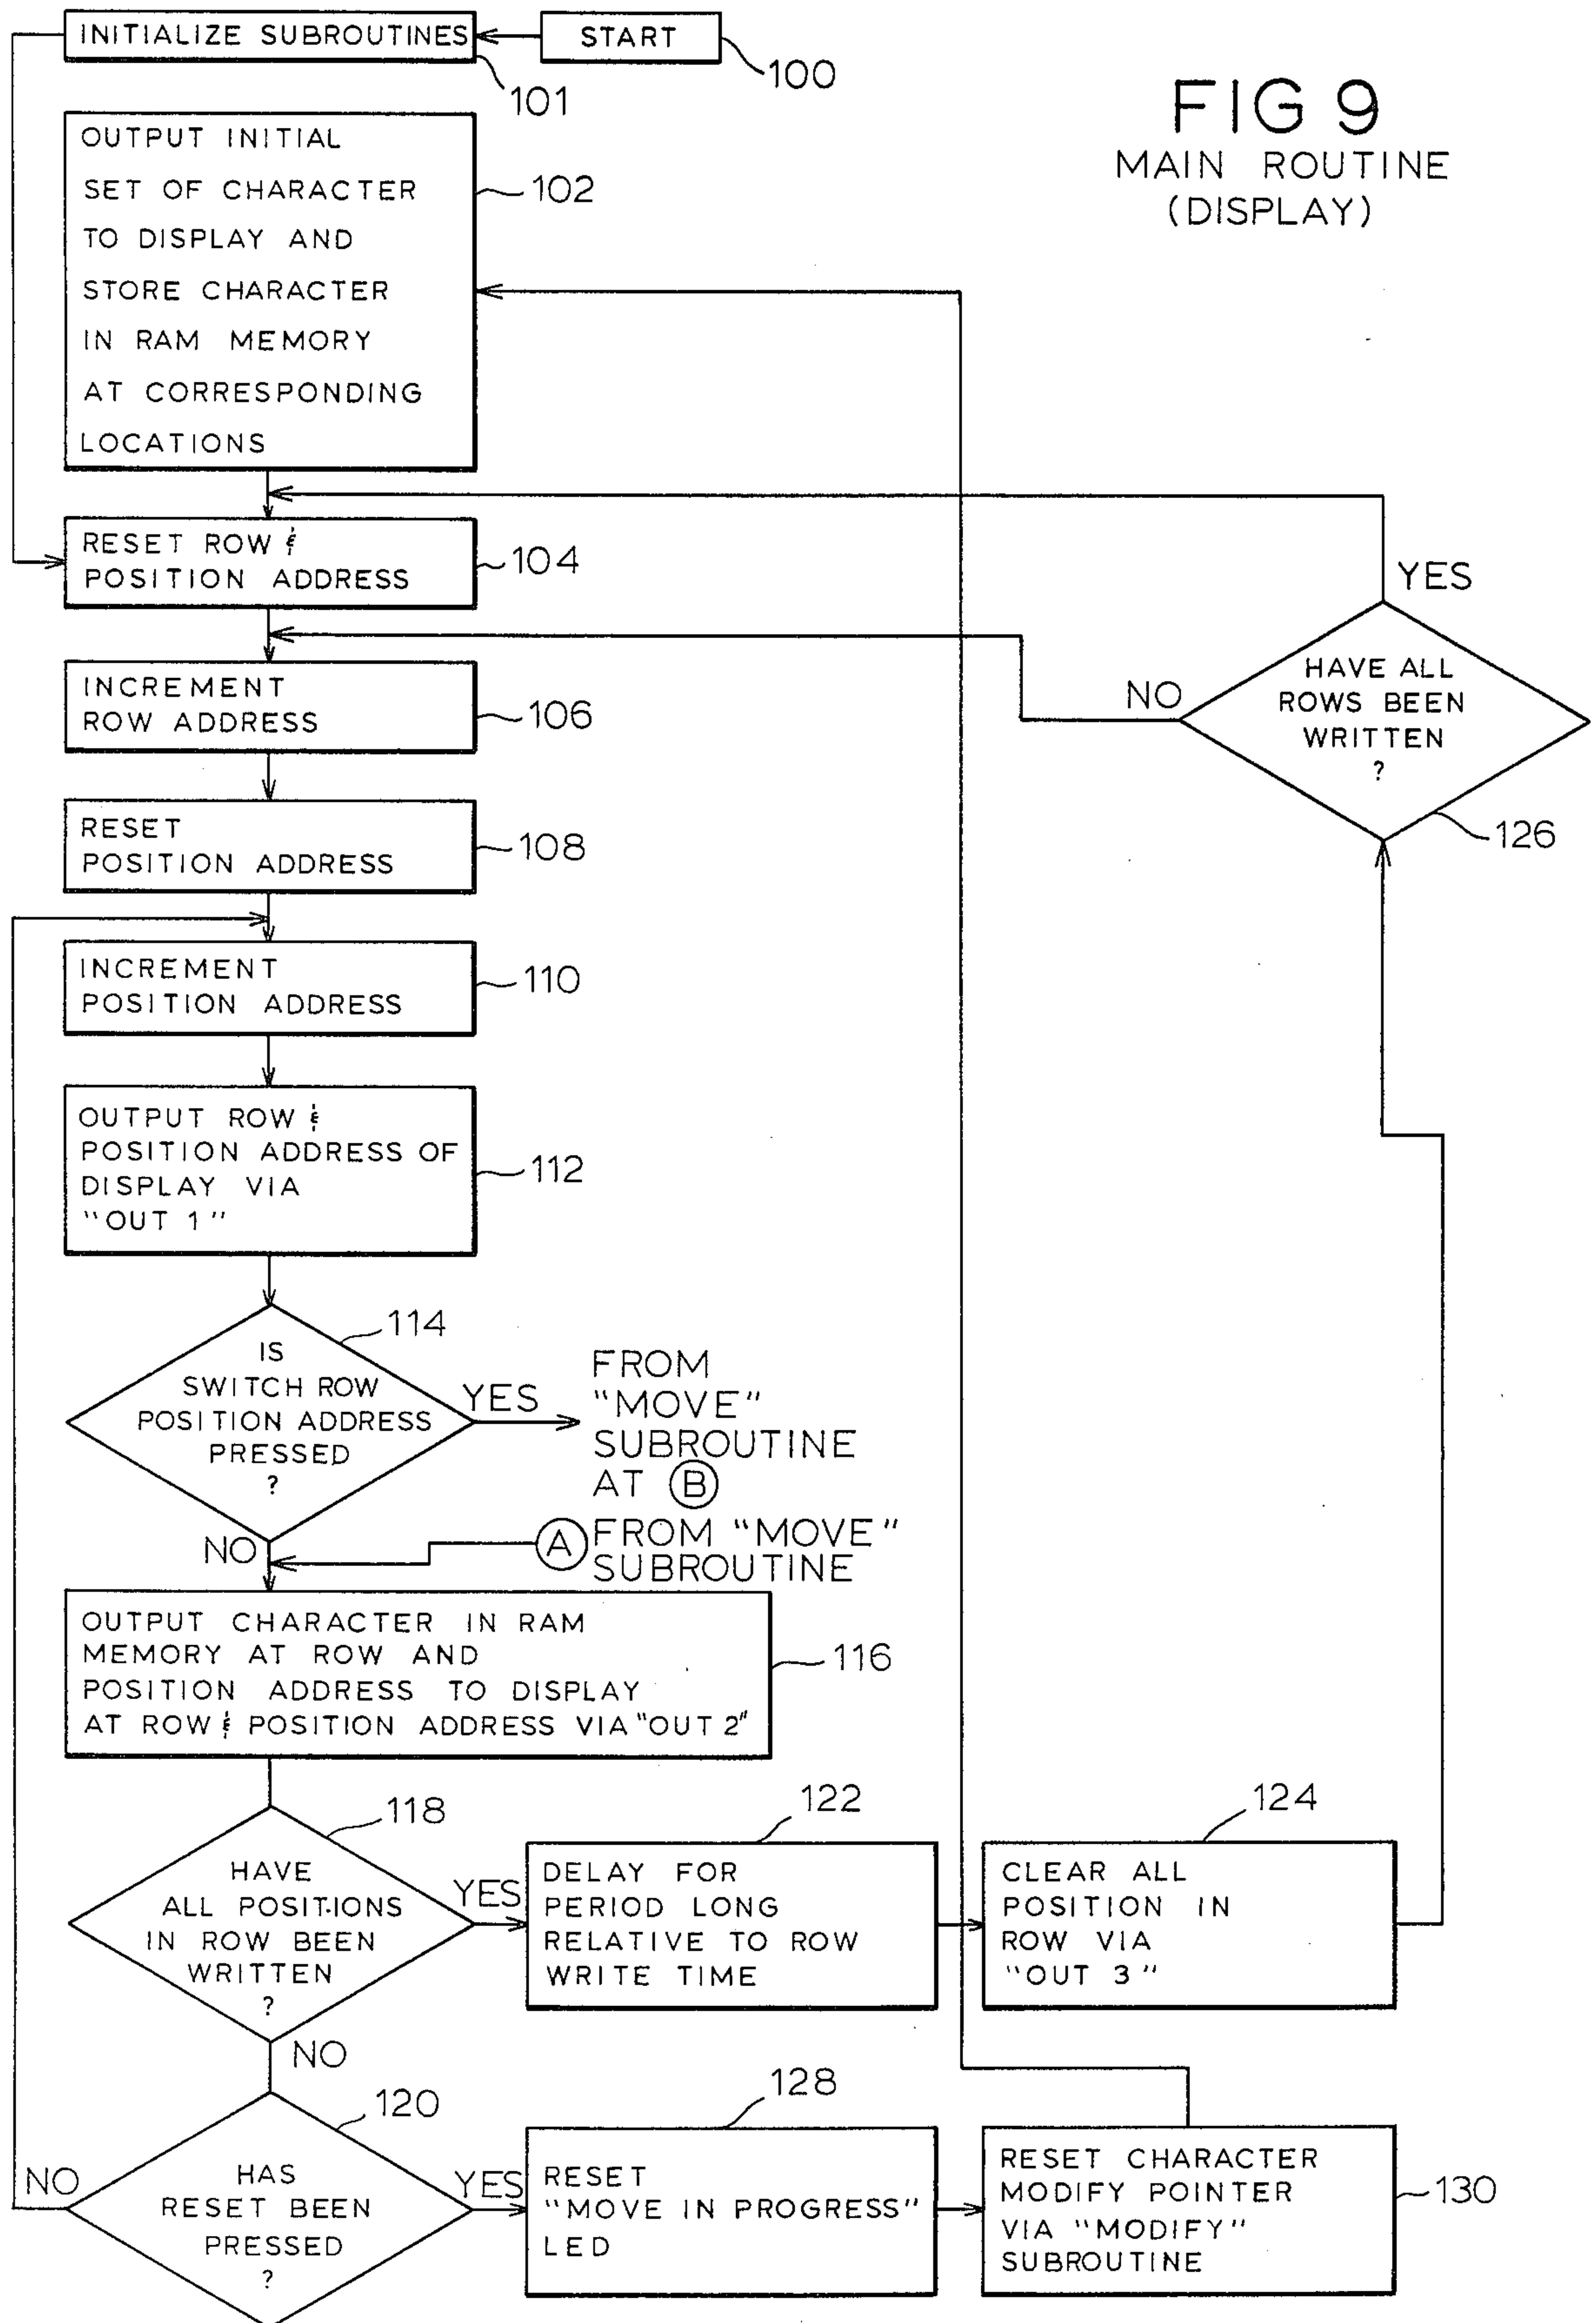 INITIALIZE SUBROUTINES
START
100
101
FIG 9
MAIN ROUTINE
(DISPLAY)
OUTPUT INITIAL
SET OF CHARACTER
TO DISPLAY AND
STORE CHARACTER
IN RAM MEMORY
AT CORRESPONDING
LOCATIONS
102
RESET ROW &
POSITION ADDRESS
104
INCREMENT
ROW ADDRESS
106
RESET
POSITION ADDRESS
108
INCREMENT
POSITION ADDRESS
110
OUTPUT ROW &
POSITION ADDRESS OF
DISPLAY VIA
"OUT 1"
112
YES
NO
HAVE ALL
ROWS BEEN
WRITTEN
?
126
IS
SWITCH ROW
POSITION ADDRESS
PRESSED
?
114
YES
FROM
"MOVE"
SUBROUTINE
AT B
NO
A FROM "MOVE"
SUBROUTINE
OUTPUT CHARACTER IN RAM
MEMORY AT ROW AND
POSITION ADDRESS TO DISPLAY
AT ROW & POSITION ADDRESS VIA "OUT 2"
116
HAVE
ALL POSITIONS
IN ROW BEEN
WRITTEN
?
118
YES
NO
122
DELAY FOR
PERIOD LONG
RELATIVE TO ROW
WRITE TIME
124
CLEAR ALL
POSITION IN
ROW VIA
"OUT 3"
120
NO
HAS
RESET BEEN
PRESSED
?
YES
128
RESET
"MOVE IN PROGRESS"
LED
RESET CHARACTER
MODIFY POINTER
VIA "MODIFY"
SUBROUTINE
130